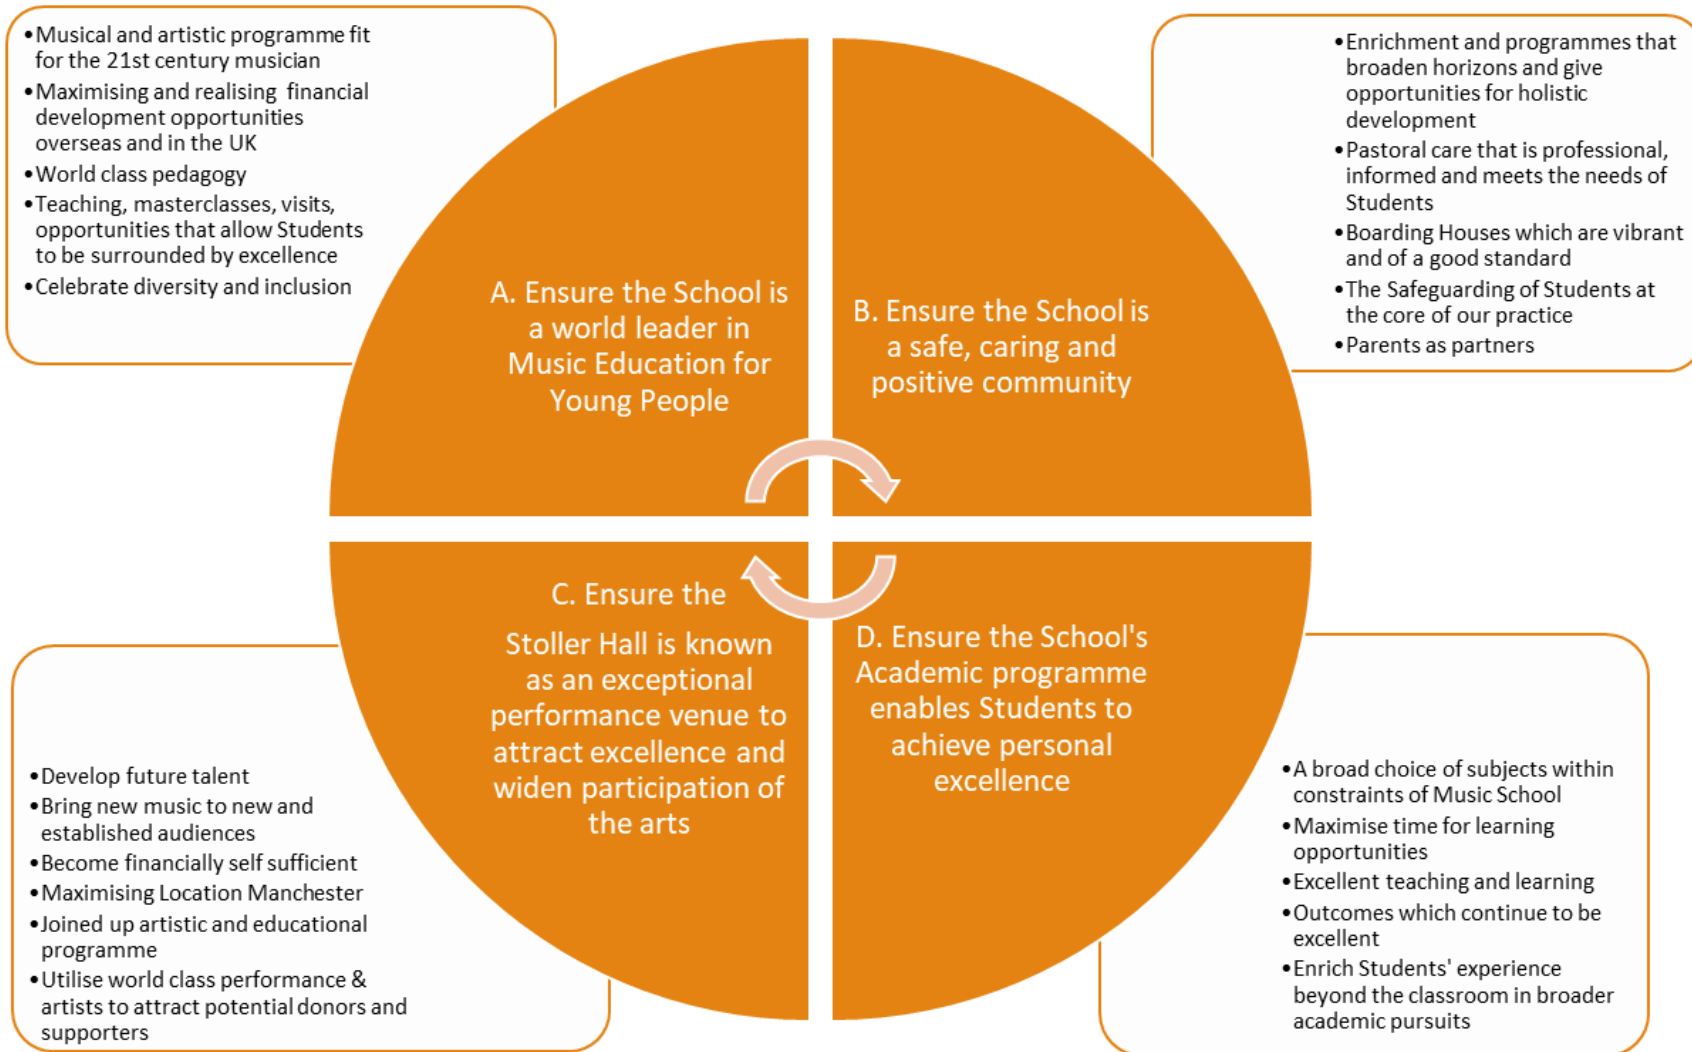 •Musical and artistic programme fit
for the 21st century musician
•Maximising and realising financial
development opportunities
overseas and in the UK
•World class pedagogy
•Teaching, masterclasses, visits,
opportunities that allow Students
to be surrounded by excellence
•Celebrate diversity and inclusion
A. Ensure the School is
a world leader in
Music Education for
Young People
•Enrichment and programmes that
broaden horizons and give
opportunities for holistic
development
•Pastoral care that is professional,
informed and meets the needs of
Students
•Boarding Houses which are vibrant
and of a good standard
•The Safeguarding of Students at
the core of our practice
•Parents as partners
B. Ensure the School is
a safe, caring and
positive community
C. Ensure the
Stoller Hall is known
as an exceptional
performance venue to
attract excellence and
widen participation of
the arts
•Develop future talent
•Bring new music to new and
established audiences
•Become financially self sufficient
•Maximising Location Manchester
•Joined up artistic and educational
programme
•Utilise world class performance &
artists to attract potential donors and
supporters
D. Ensure the School's
Academic programme
enables Students to
achieve personal
excellence
•A broad choice of subjects within
constraints of Music School
•Maximise time for learning
opportunities
•Excellent teaching and learning
•Outcomes which continue to be
excellent
•Enrich Students' experience
beyond the classroom in broader
academic pursuits